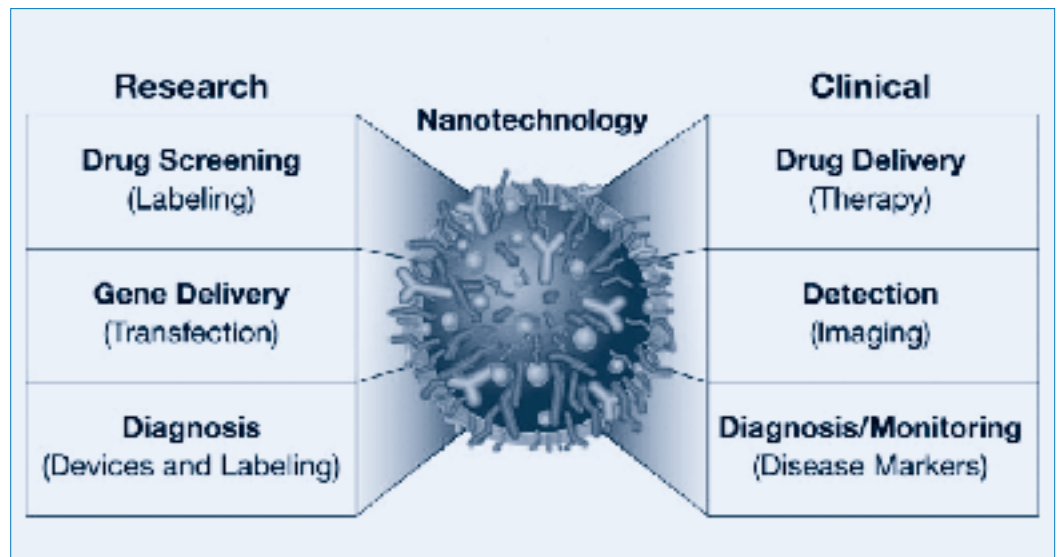 Research
Drug Screening
(Labeling)
Gene Delivery
(Transfection)
Diagnosis
(Devices and Labeling)
Nanotechnology
Clinical
Drug Delivery
(Therapy)
Detection
(Imaging)
Diagnosis/Monitoring
(Disease Markers)